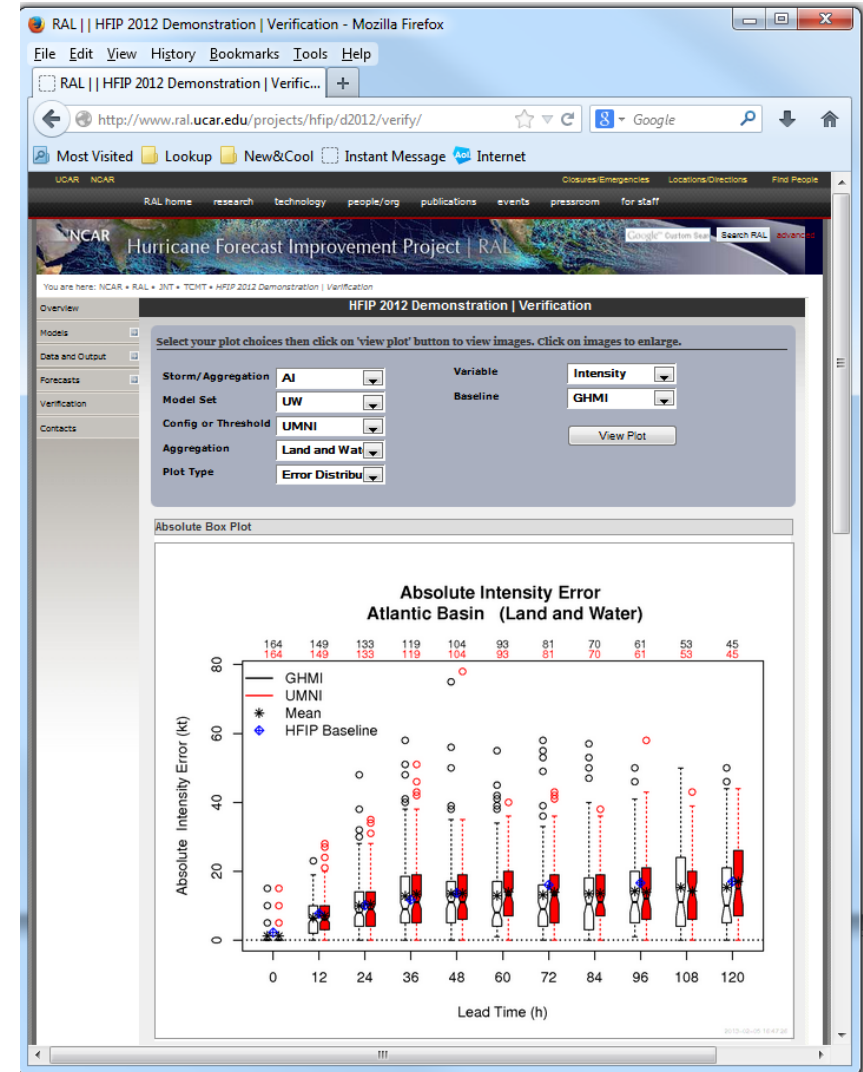 RAL | | HFIP 2012 Demonstration | Verification - Mozilla Firefox
File Edit View History Bookmarks Tools Help
RAL | | HFIP 2012 Demonstration | Verific... +
http://www.ral.ucar.edu/projects/hfip/d2012/verify/ Google
Most Visited Lookup New&Cool Instant Message Aol Internet
UCAR NCAR Closures/Emergencies Locations/Directions Find People
RAL home research technology people/org publications events pressroom for staff
NCAR Hurricane Forecast Improvement Project | RAL Google™ Custom Sear Search RAL advanced
You are here: NCAR • RAL • JNT • TCMT • HFIP 2012 Demonstration | Verification
Overview
Models
Data and Output
Forecasts
Verification
Contacts
HFIP 2012 Demonstration | Verification
Select your plot choices then click on 'view plot' button to view images. Click on images to enlarge.
Storm/Aggregation Al Variable Intensity
Model Set UW Baseline GHMI
Config or Threshold UMNI View Plot
Aggregation Land and Wat
Plot Type Error Distribu
Absolute Box Plot
Absolute Intensity Error
Atlantic Basin (Land and Water)
164 149 133 119 104 93 81 70 61 53 45
164 149 133 119 104 93 81 70 61 53 45
GHMI
UMNI
Mean
HFIP Baseline
Absolute Intensity Error (kt)
80
60
40
20
0
0 12 24 36 48 60 72 84 96 108 120
Lead Time (h)